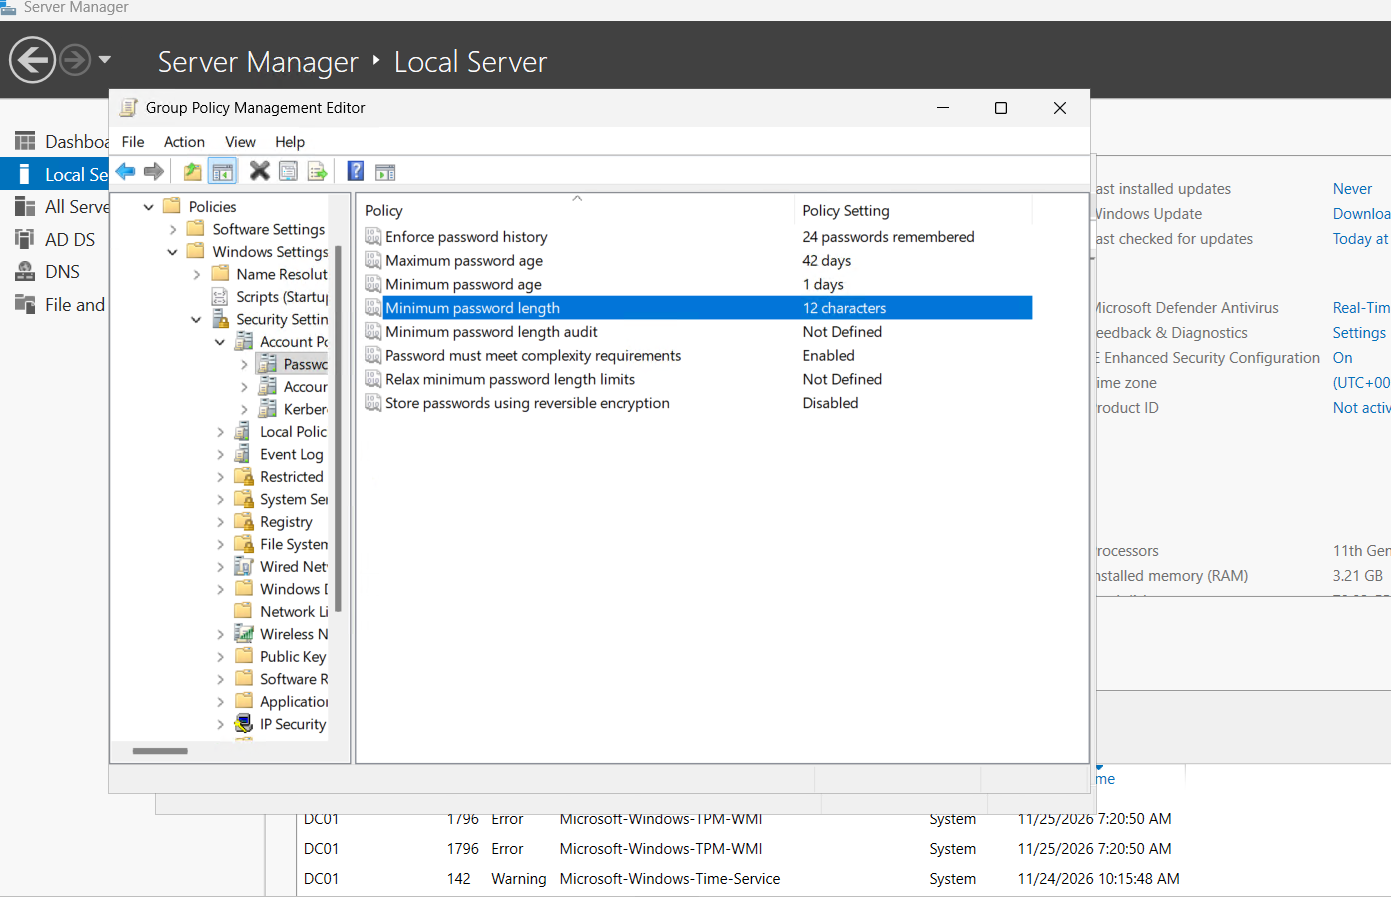 Server Manager
Server Manager Local Server
Group Policy Management Editor
File Action View Help
Dashboa
Local Se
All Serve
AD DS
DNS
File and
Policies
Software Settings
Windows Settings
Name Resolut
Scripts (Startu
Security Settin
Account Po
Passwo
Accour
Kerber
Local Polic
Event Log
Restricted
System Ser
Registry
File System
Wired Net
Windows D
Network Li
Wireless N
Public Key
Software R
Application
IP Security
Policy Policy Setting
Enforce password history 24 passwords remembered
Maximum password age 42 days
Minimum password age 1 days
Minimum password length 12 characters
Minimum password length audit Not Defined
Password must meet complexity requirements Enabled
Relax minimum password length limits Not Defined
Store passwords using reversible encryption Disabled
ast installed updates Never
Windows Update Downloa
ast checked for updates Today at
Microsoft Defender Antivirus Real-Tim
eedback & Diagnostics Settings
E Enhanced Security Configuration On
ime zone (UTC+00
roduct ID Not activ
rocessors 11th Gen
nstalled memory (RAM) 3.21 GB
me
DC01 1796 Error Microsoft-Windows-TPM-WMI System 11/25/2026 7:20:50 AM
DC01 1796 Error Microsoft-Windows-TPM-WMI System 11/25/2026 7:20:50 AM
DC01 142 Warning Microsoft-Windows-Time-Service System 11/24/2026 10:15:48 AM